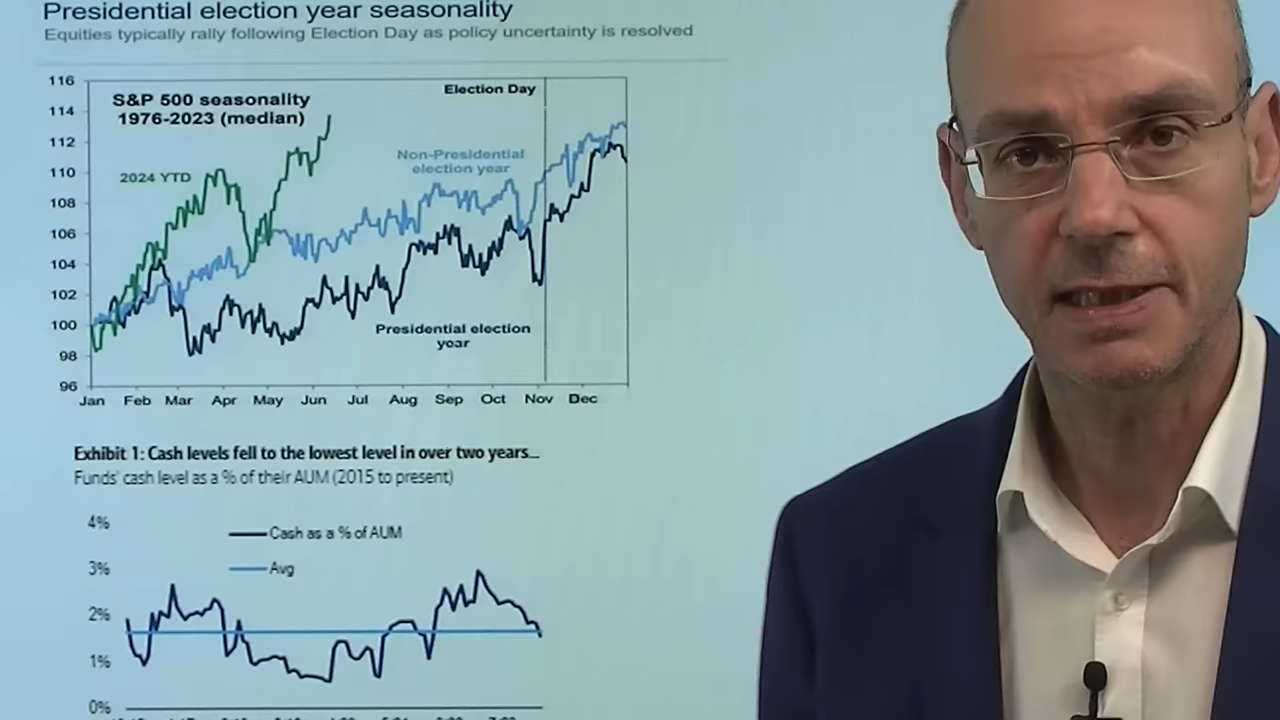 Presidential election year seasonality
Equities typically rally following Election Day as policy uncertainty is resolved
116
114
112
110
108
106
104
102
100
98
96
Election Day
S&P 500 seasonality
1976-2023 (median)
2024 YTD
Non-Presidential
election year
Presidential election
year
Jan Feb Mar Apr May Jun Jul Aug Sep Oct Nov Dec
Exhibit 1: Cash levels fell to the lowest level in over two years...
Funds' cash level as a % of their AUM (2015 to present)
4%
3%
2%
1%
0%
Cash as a % of AUM
Avg